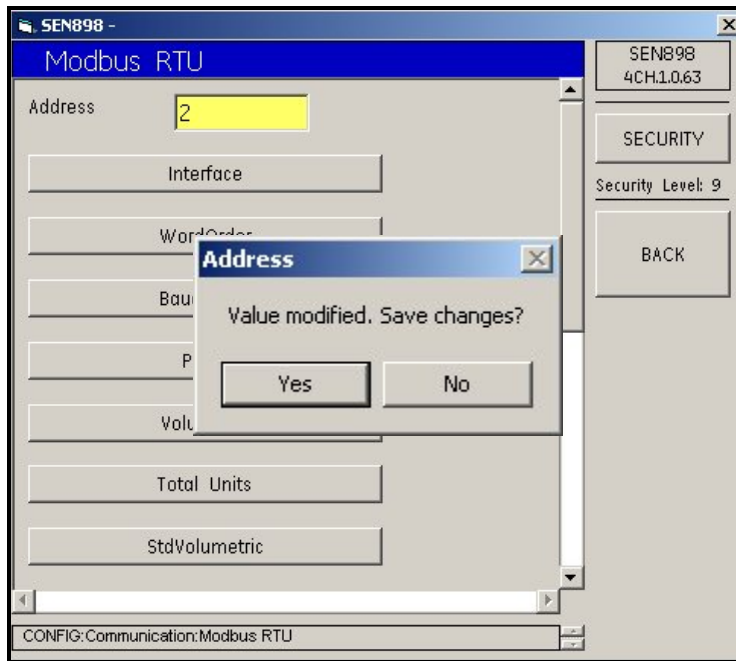 SEN898 -
Modbus RTU
SEN898
4CH.1.0.63
Address
2
SECURITY
Interface
Security Level: 9
Address
BACK
Value modified. Save changes?
Yes
No
Total Units
StdVolumetric
CONFIG:Communication:Modbus RTU